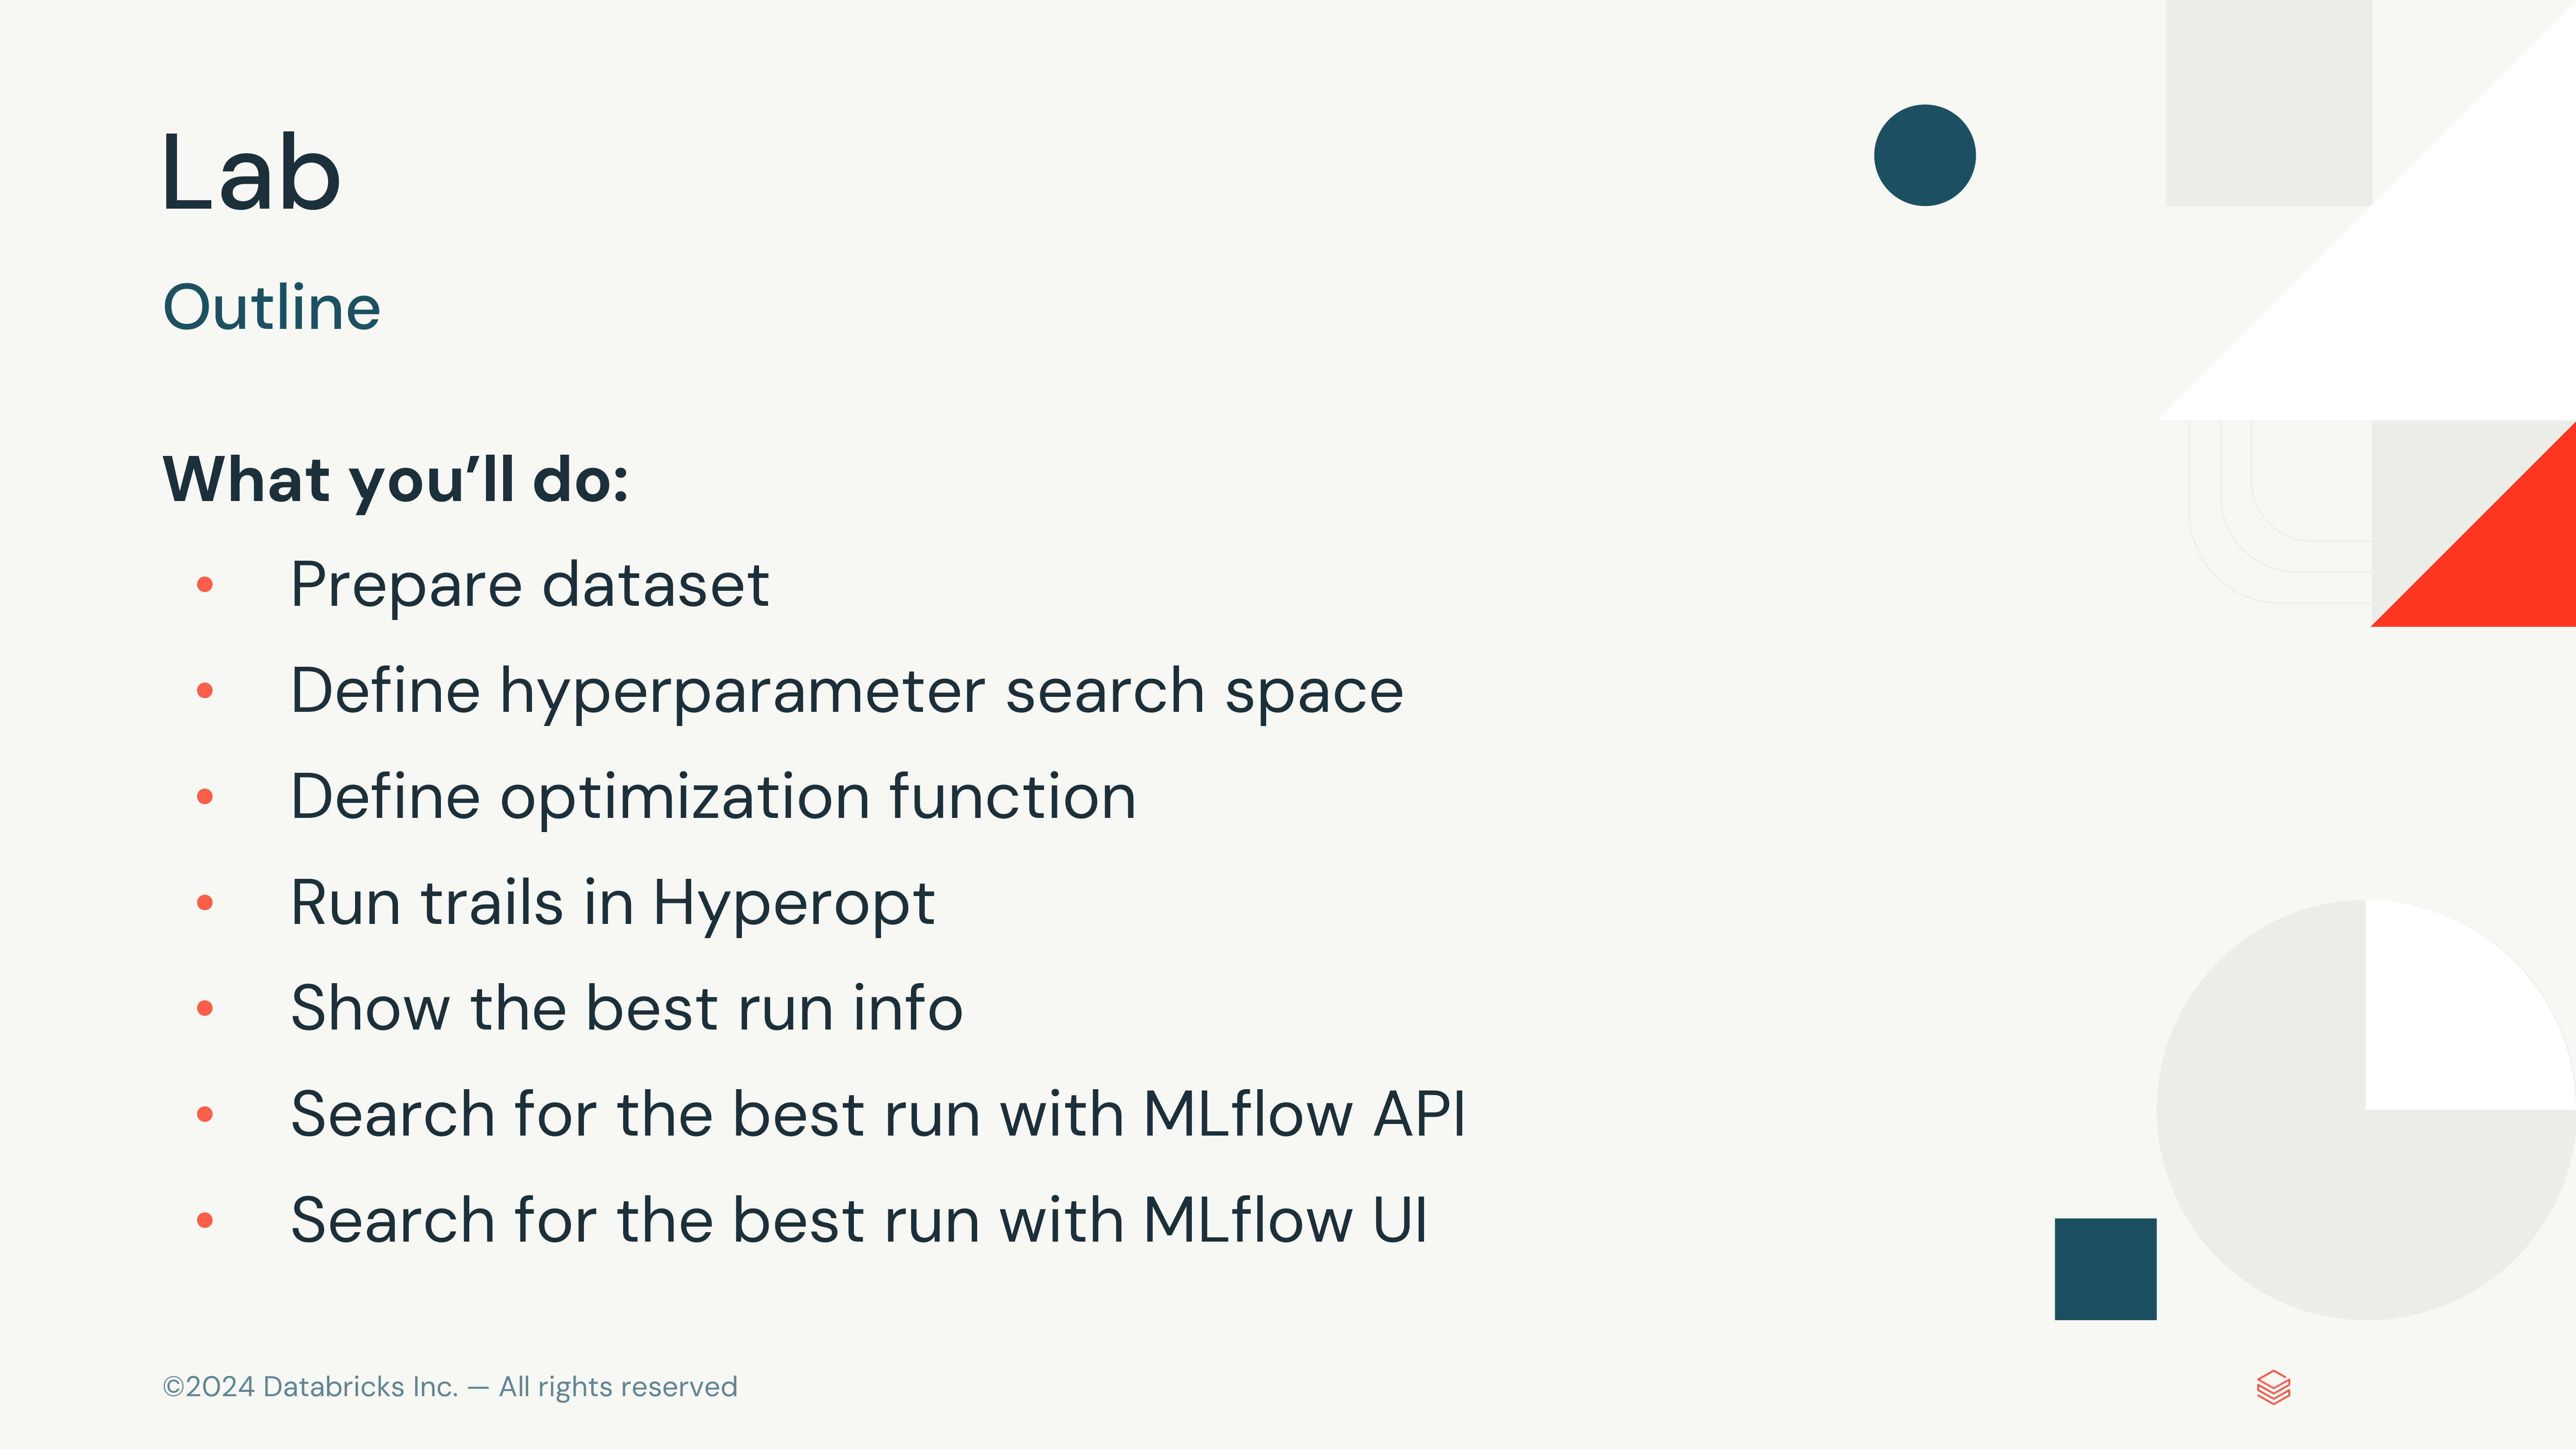 Lab
Outline
What you’ll do:
• Prepare dataset
• Define hyperparameter search space
• Define optimization function
• Run trails in Hyperopt
• Show the best run info
• Search for the best run with MLflow API
• Search for the best run with MLflow UI
©2024 Databricks Inc. — All rights reserved